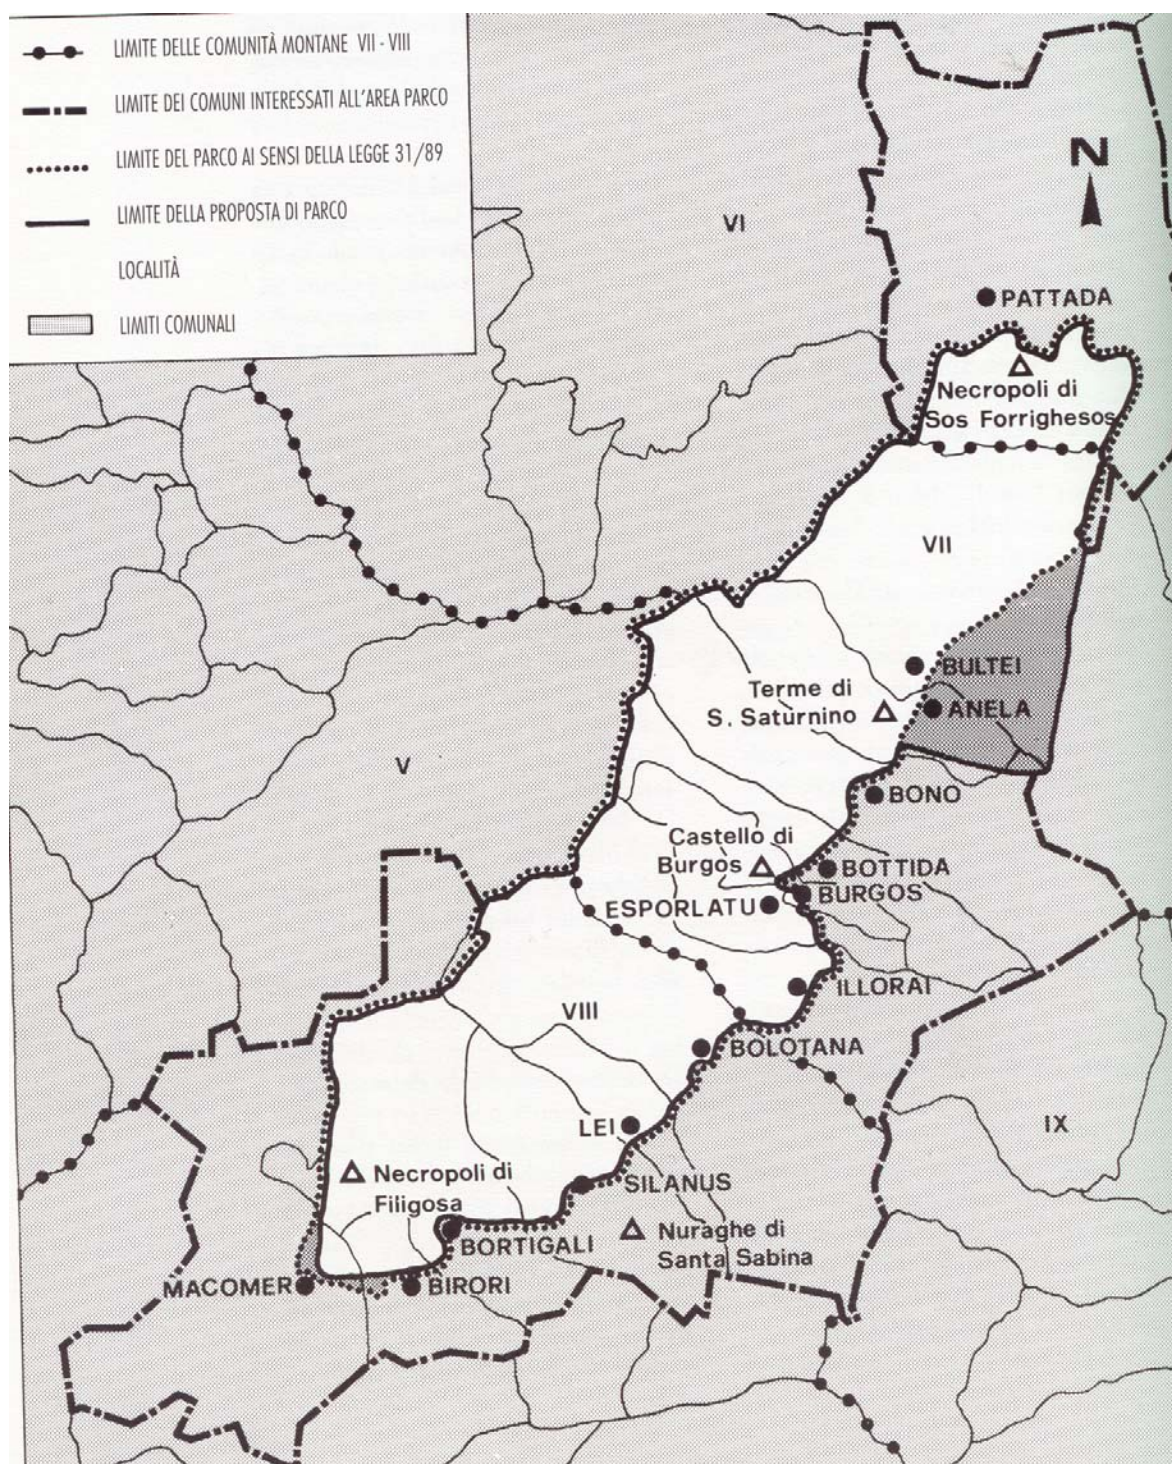 LIMITE DELLE COMUNITÀ MONTANE VII - VIII
LIMITE DEI COMUNI INTERESSATI ALL'AREA PARCO
LIMITE DEL PARCO AI SENSI DELLA LEGGE 31/89
LIMITE DELLA PROPOSTA DI PARCO
LOCALITÀ
LIMITI COMUNALI
N
VI
PATTADA
Necropoli di
Sos Forrighesos
VII
BULTEI
Terme di
S. Saturnino
ANELA
V
BONO
Castello di
Burgos
BOTTIDA
BURGOS
ESPORLATU
ILLORAI
VIII
BOLOTANA
LEI
IX
Necropoli di
Filigosa
SILANUS
Nuraghe di
Santa Sabina
BORTIGALI
MACOMER
BIRORI